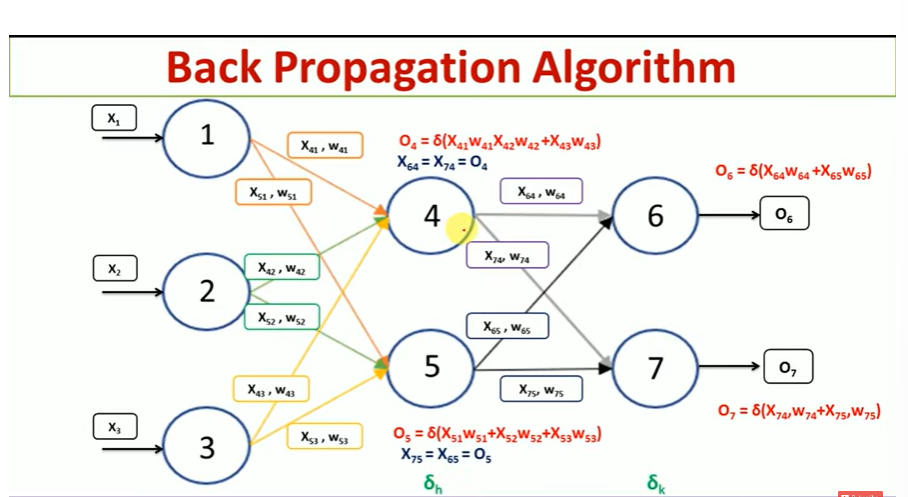 Back Propagation Algorithm
X₁
1
X₄₁ , w₄₁
O₄ = δ(X₄₁w₄₁X₄₂w₄₂+X₄₃w₄₃)
X₆₄ = X₇₄ = O₄
O₆ = δ(X₆₄w₆₄ +X₆₅w₆₅)
X₅₁ , w₅₁
4
X₆₄ , w₆₄
6
O₆
X₇₄, w₇₄
X₂
2
X₄₂ , w₄₂
X₅₂ , w₅₂
X₆₅ , w₆₅
5
7
O₇
X₄₃ , w₄₃
X₇₅, w₇₅
O₇ = δ(X₇₄,w₇₄+X₇₅,w₇₅)
X₃
3
X₅₃ , w₅₃
O₅ = δ(X₅₁w₅₁+X₅₂w₅₂+X₅₃w₅₃)
X₇₅ = X₆₅ = O₅
δₕ
δₖ